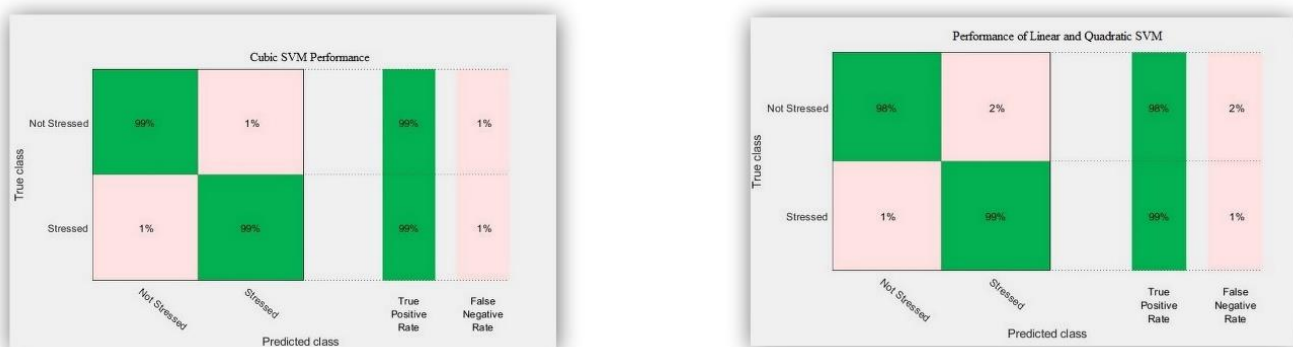 Cubic SVM Performance
Not Stressed
99%
1%
99%
1%
True class
Stressed
1%
99%
99%
1%
Not Stressed
Stressed
True
Positive
Rate
False
Negative
Rate
Predicted class
Performance of Linear and Quadratic SVM
Not Stressed
98%
2%
98%
2%
True class
Stressed
1%
99%
99%
1%
Not Stressed
Stressed
True
Positive
Rate
False
Negative
Rate
Predicted class